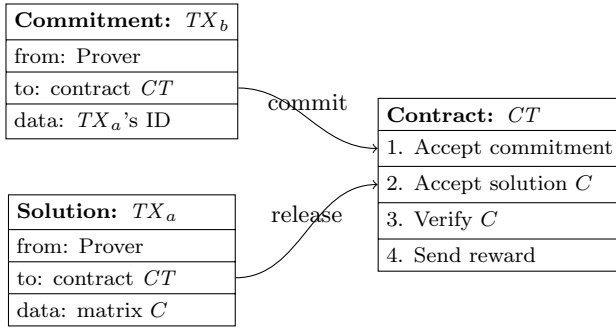 Commitment: TX_b
from: Prover
to: contract CT
data: TX_a's ID
commit
Contract: CT
1. Accept commitment
2. Accept solution C
3. Verify C
4. Send reward
Solution: TX_a
from: Prover
to: contract CT
data: matrix C
release